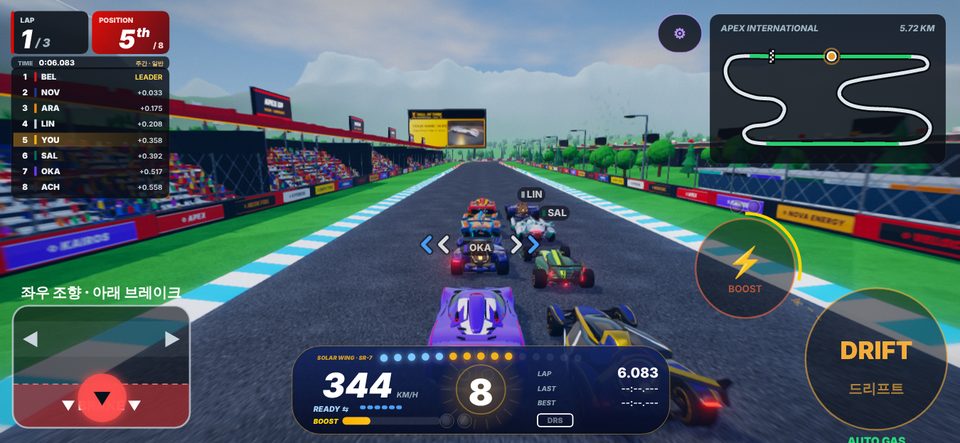 LAP
1 / 3
POSITION
5th / 8
TIME 0:06.083 주간 · 일반
1 BEL LEADER
2 NOV +0.033
3 ARA +0.175
4 LIN +0.208
5 YOU +0.358
6 SAL +0.392
7 OKA +0.517
8 ACH +0.558
APEX INTERNATIONAL 5.72 KM
LIN
SAL
OKA
KAIROS
APEX
NOVA ENERGY
BOOST
DRIFT
드리프트
AUTO GAS
좌우 조향 · 아래 브레이크
SOLAR WING · SR-7
344 KM/H
READY
BOOST
8
LAP 6.083
LAST --:--.---
BEST --:--.---
DRS